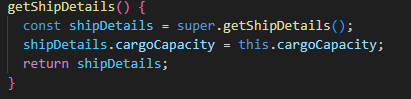 getShipDetails() {
  const shipDetails = super.getShipDetails();
  shipDetails.cargoCapacity = this.cargoCapacity;
  return shipDetails;
}